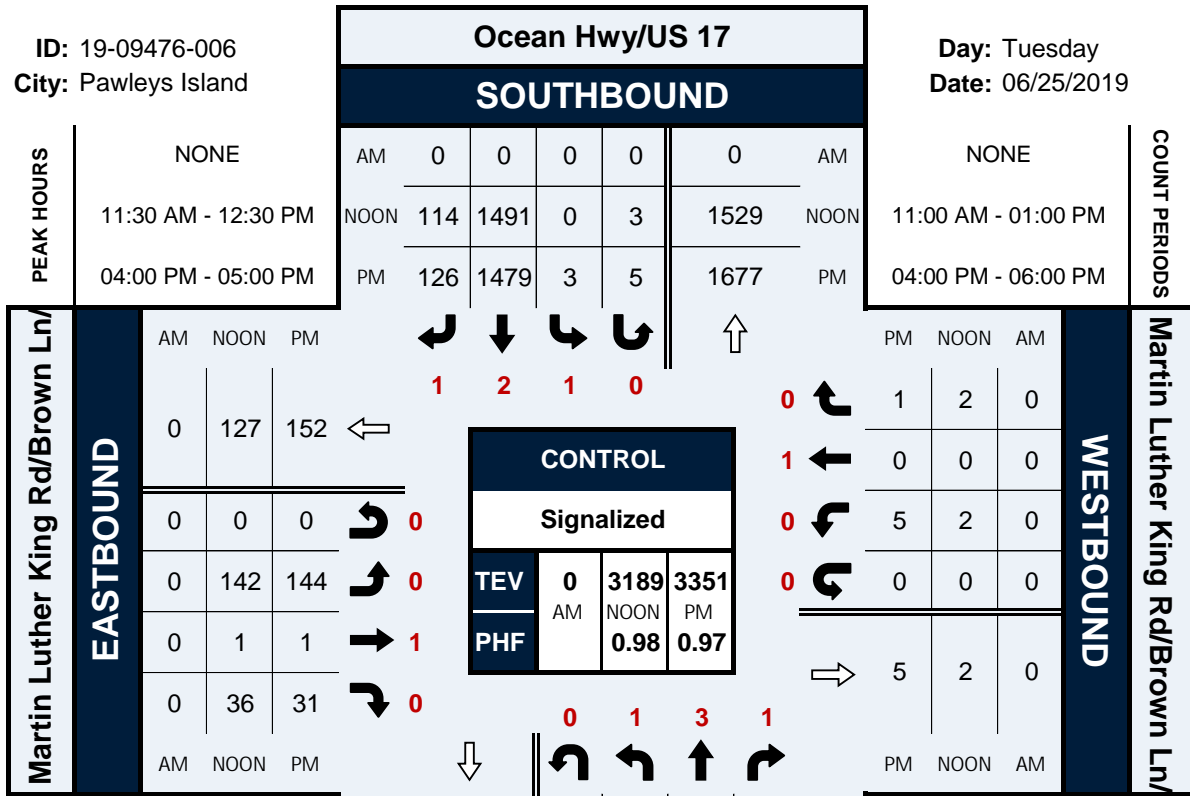 Ocean Hwy/US 17
ID: 19-09476-006
City: Pawleys Island
Day: Tuesday
Date: 06/25/2019
SOUTHBOUND
PEAK HOURS
NONE
11:30 AM - 12:30 PM
04:00 PM - 05:00 PM
AM 0 0 0 0 0 AM
NOON 114 1491 0 3 1529 NOON
PM 126 1479 3 5 1677 PM
NONE
11:00 AM - 01:00 PM
04:00 PM - 06:00 PM
COUNT PERIODS
1 2 1 0
Martin Luther King Rd/Brown Ln/
EASTBOUND
AM NOON PM
0 127 152
0 0 0 0
0 142 144 0
0 1 1 1
0 36 31 0
AM NOON PM
CONTROL
Signalized
TEV 0 3189 3351
AM NOON PM
PHF 0.98 0.97
PM NOON AM
0 1 2 0
1 0 0 0
0 5 2 0
0 0 0 0
5 2 0
PM NOON AM
WESTBOUND
Martin Luther King Rd/Brown Ln/
0 1 3 1